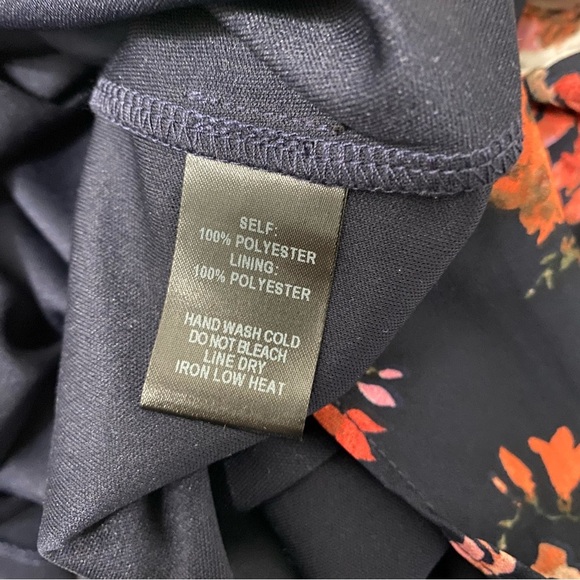 SELF:
100% POLYESTER
LINING:
100% POLYESTER
HAND WASH COLD
DO NOT BLEACH
LINE DRY
IRON LOW HEAT